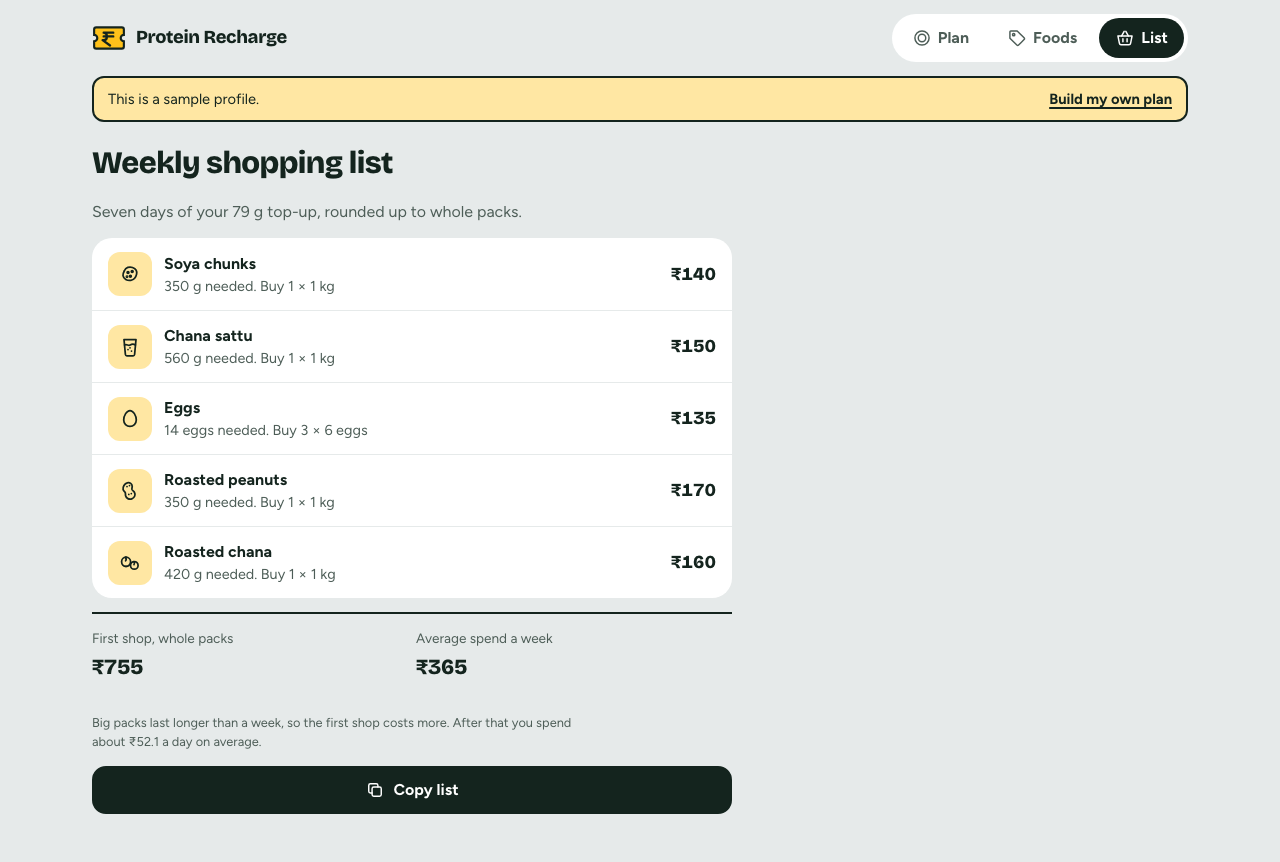 Protein Recharge
Plan
Foods
List
This is a sample profile.
Build my own plan
Weekly shopping list
Seven days of your 79 g top-up, rounded up to whole packs.
Soya chunks
350 g needed. Buy 1 × 1 kg
₹140
Chana sattu
560 g needed. Buy 1 × 1 kg
₹150
Eggs
14 eggs needed. Buy 3 × 6 eggs
₹135
Roasted peanuts
350 g needed. Buy 1 × 1 kg
₹170
Roasted chana
420 g needed. Buy 1 × 1 kg
₹160
First shop, whole packs
₹755
Average spend a week
₹365
Big packs last longer than a week, so the first shop costs more. After that you spend
about ₹52.1 a day on average.
Copy list